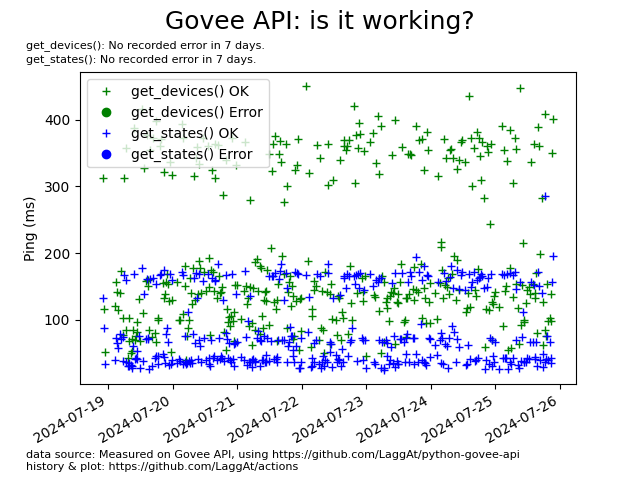 Govee API: is it working?
get_devices(): No recorded error in 7 days.
get_states(): No recorded error in 7 days.
get_devices() OK
get_devices() Error
get_states() OK
get_states() Error
Ping (ms)
400
300
200
100
2024-07-19
2024-07-20
2024-07-21
2024-07-22
2024-07-23
2024-07-24
2024-07-25
2024-07-26
data source: Measured on Govee API, using https://github.com/LaggAt/python-govee-api
history & plot: https://github.com/LaggAt/actions